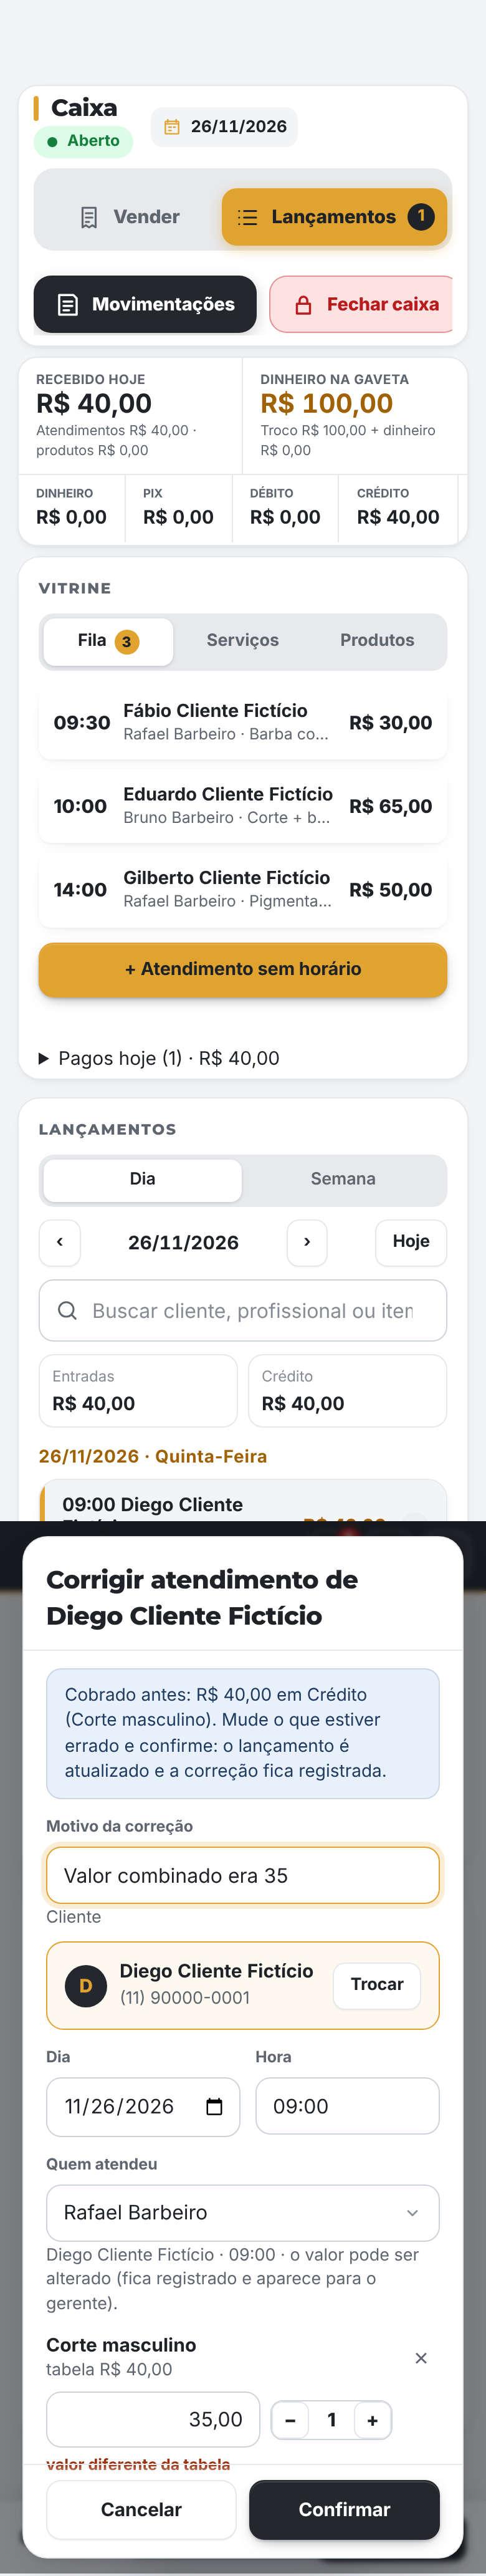 Caixa
Aberto
26/11/2026
Vender
Lançamentos 1
Movimentações
Fechar caixa
RECEBIDO HOJE
R$ 40,00
Atendimentos R$ 40,00 ·
produtos R$ 0,00
DINHEIRO NA GAVETA
R$ 100,00
Troco R$ 100,00 + dinheiro
R$ 0,00
DINHEIRO
R$ 0,00
PIX
R$ 0,00
DÉBITO
R$ 0,00
CRÉDITO
R$ 40,00
VITRINE
Fila 3
Serviços
Produtos
09:30
Fábio Cliente Fictício
Rafael Barbeiro · Barba co...
R$ 30,00
10:00
Eduardo Cliente Fictício
Bruno Barbeiro · Corte + b...
R$ 65,00
14:00
Gilberto Cliente Fictício
Rafael Barbeiro · Pigmenta...
R$ 50,00
+ Atendimento sem horário
Pagos hoje (1) · R$ 40,00
LANÇAMENTOS
Dia
Semana
‹
26/11/2026
›
Hoje
Buscar cliente, profissional ou iter
Entradas
R$ 40,00
Crédito
R$ 40,00
26/11/2026 · Quinta-Feira
09:00 Diego Cliente
Corrigir atendimento de
Diego Cliente Fictício
Cobrado antes: R$ 40,00 em Crédito
(Corte masculino). Mude o que estiver
errado e confirme: o lançamento é
atualizado e a correção fica registrada.
Motivo da correção
Valor combinado era 35
Cliente
D
Diego Cliente Fictício
(11) 90000-0001
Trocar
Dia
Hora
11/26/2026
09:00
Quem atendeu
Rafael Barbeiro
Diego Cliente Fictício · 09:00 · o valor pode ser
alterado (fica registrado e aparece para o
gerente).
Corte masculino
tabela R$ 40,00
×
35,00
− 1 +
valor diferente da tabela
Cancelar
Confirmar